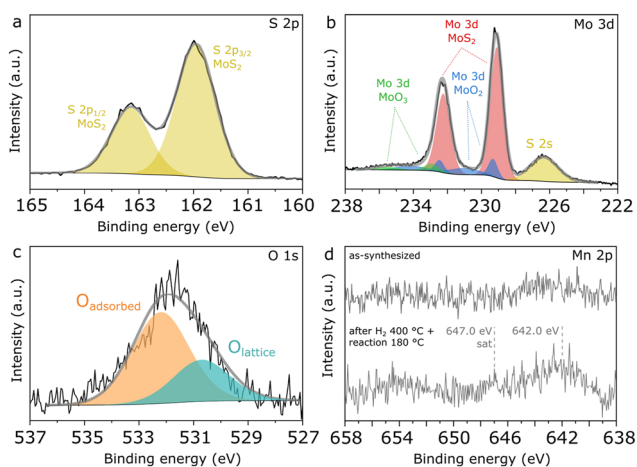 a
S 2p
S 2p3/2
MoS2
S 2p1/2
MoS2
Intensity (a.u.)
165 164 163 162 161 160
Binding energy (eV)
b
Mo 3d
Mo 3d
MoS2
Mo 3d
MoO2
Mo 3d
MoO3
S 2s
Intensity (a.u.)
238 234 230 226 222
Binding energy (eV)
c
O 1s
Oadsorbed
Olattice
Intensity (a.u.)
537 535 533 531 529 527
Binding energy (eV)
d
Mn 2p
as-synthesized
after H2 400 °C +
reaction 180 °C
647.0 eV
sat
642.0 eV
Intensity (a.u.)
658 654 650 646 642 638
Binding energy (eV)